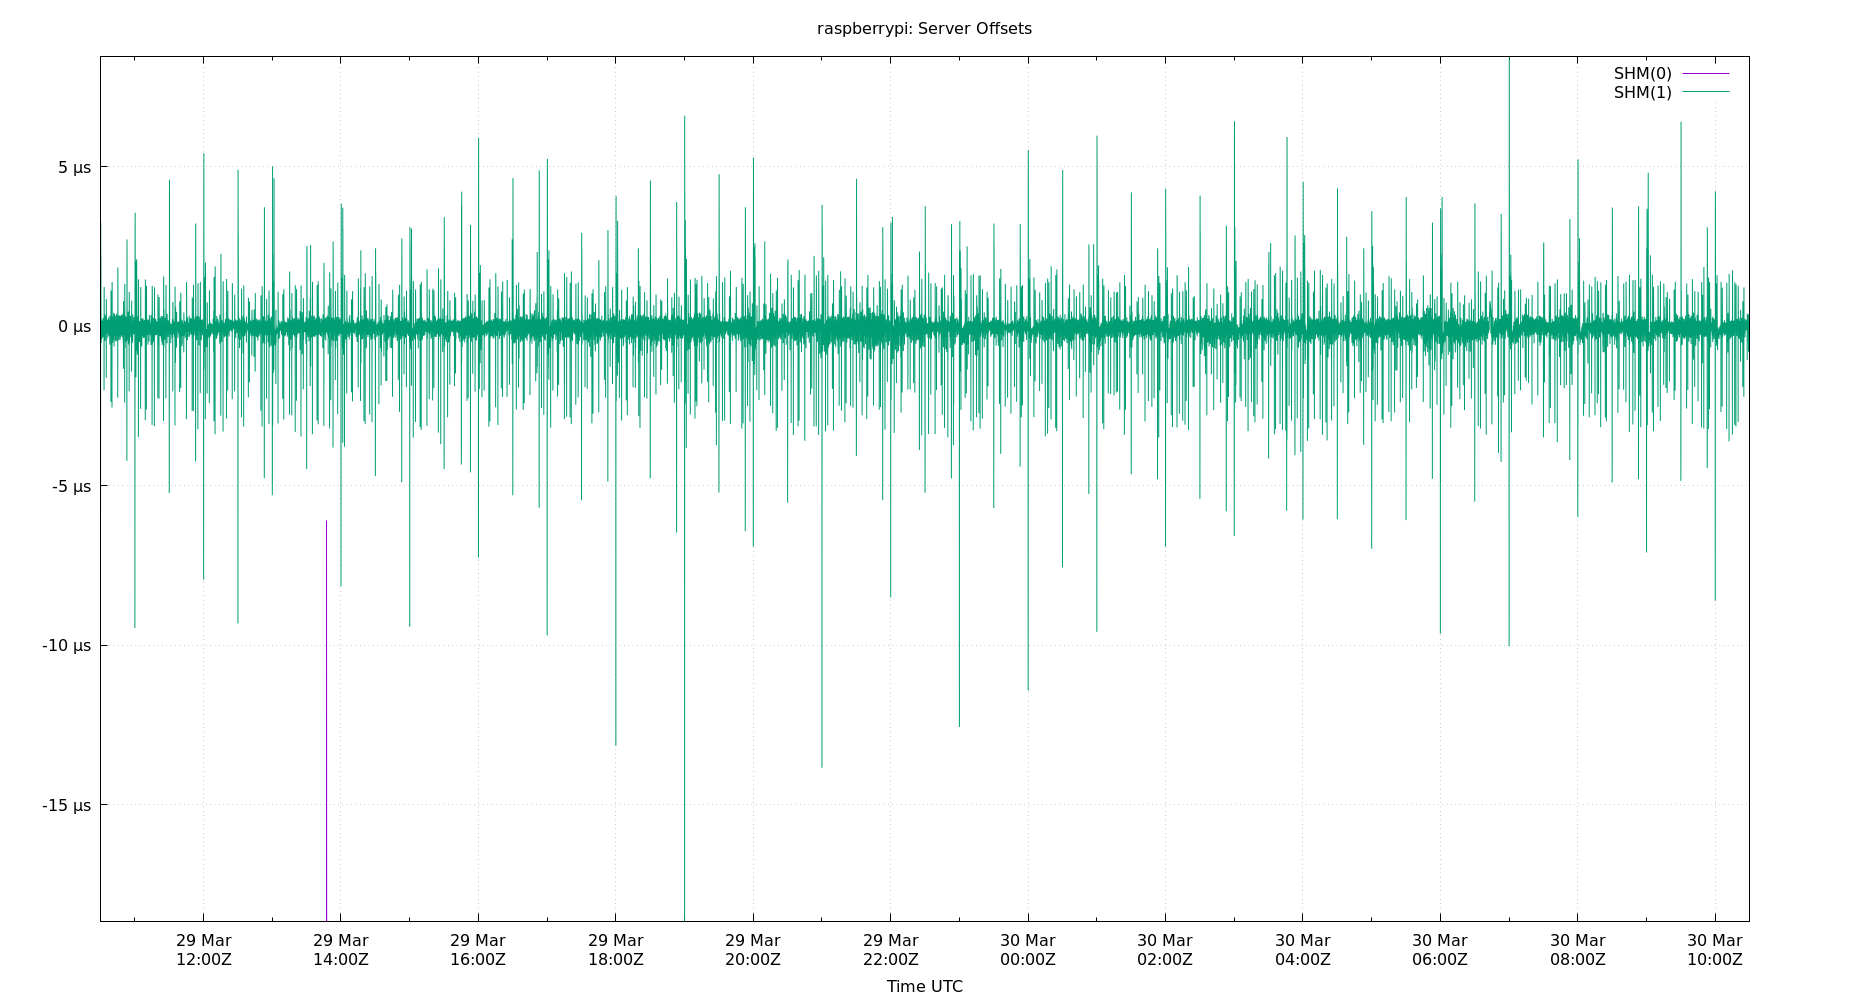 raspberrypi: Server Offsets
SHM(0)
SHM(1)
5 µs
0 µs
-5 µs
-10 µs
-15 µs
29 Mar 29 Mar 29 Mar 29 Mar 29 Mar 29 Mar 30 Mar 30 Mar 30 Mar 30 Mar 30 Mar 30 Mar
12:00Z 14:00Z 16:00Z 18:00Z 20:00Z 22:00Z 00:00Z 02:00Z 04:00Z 06:00Z 08:00Z 10:00Z
Time UTC